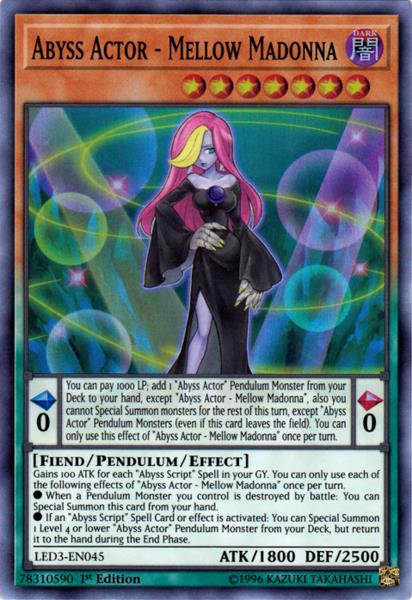 Abyss Actor - Mellow Madonna
DARK
闇
You can pay 1000 LP; add 1 "Abyss Actor" Pendulum Monster from your
Deck to your hand, except "Abyss Actor - Mellow Madonna", also you
cannot Special Summon monsters for the rest of this turn, except "Abyss
Actor" Pendulum Monsters (even if this card leaves the field). You can
only use this effect of "Abyss Actor - Mellow Madonna" once per turn.
0
0
[Fiend/Pendulum/Effect]
Gains 100 ATK for each "Abyss Script" Spell in your GY. You can only use each of
the following effects of "Abyss Actor - Mellow Madonna" once per turn.
● When a Pendulum Monster you control is destroyed by battle: You can
Special Summon this card from your hand.
● If an "Abyss Script" Spell Card or effect is activated: You can Special Summon
1 Level 4 or lower "Abyss Actor" Pendulum Monster from your Deck, but return
it to the hand during the End Phase.
LED3-EN045
ATK/1800 DEF/2500
78310590 1st Edition
©1996 KAZUKI TAKAHASHI